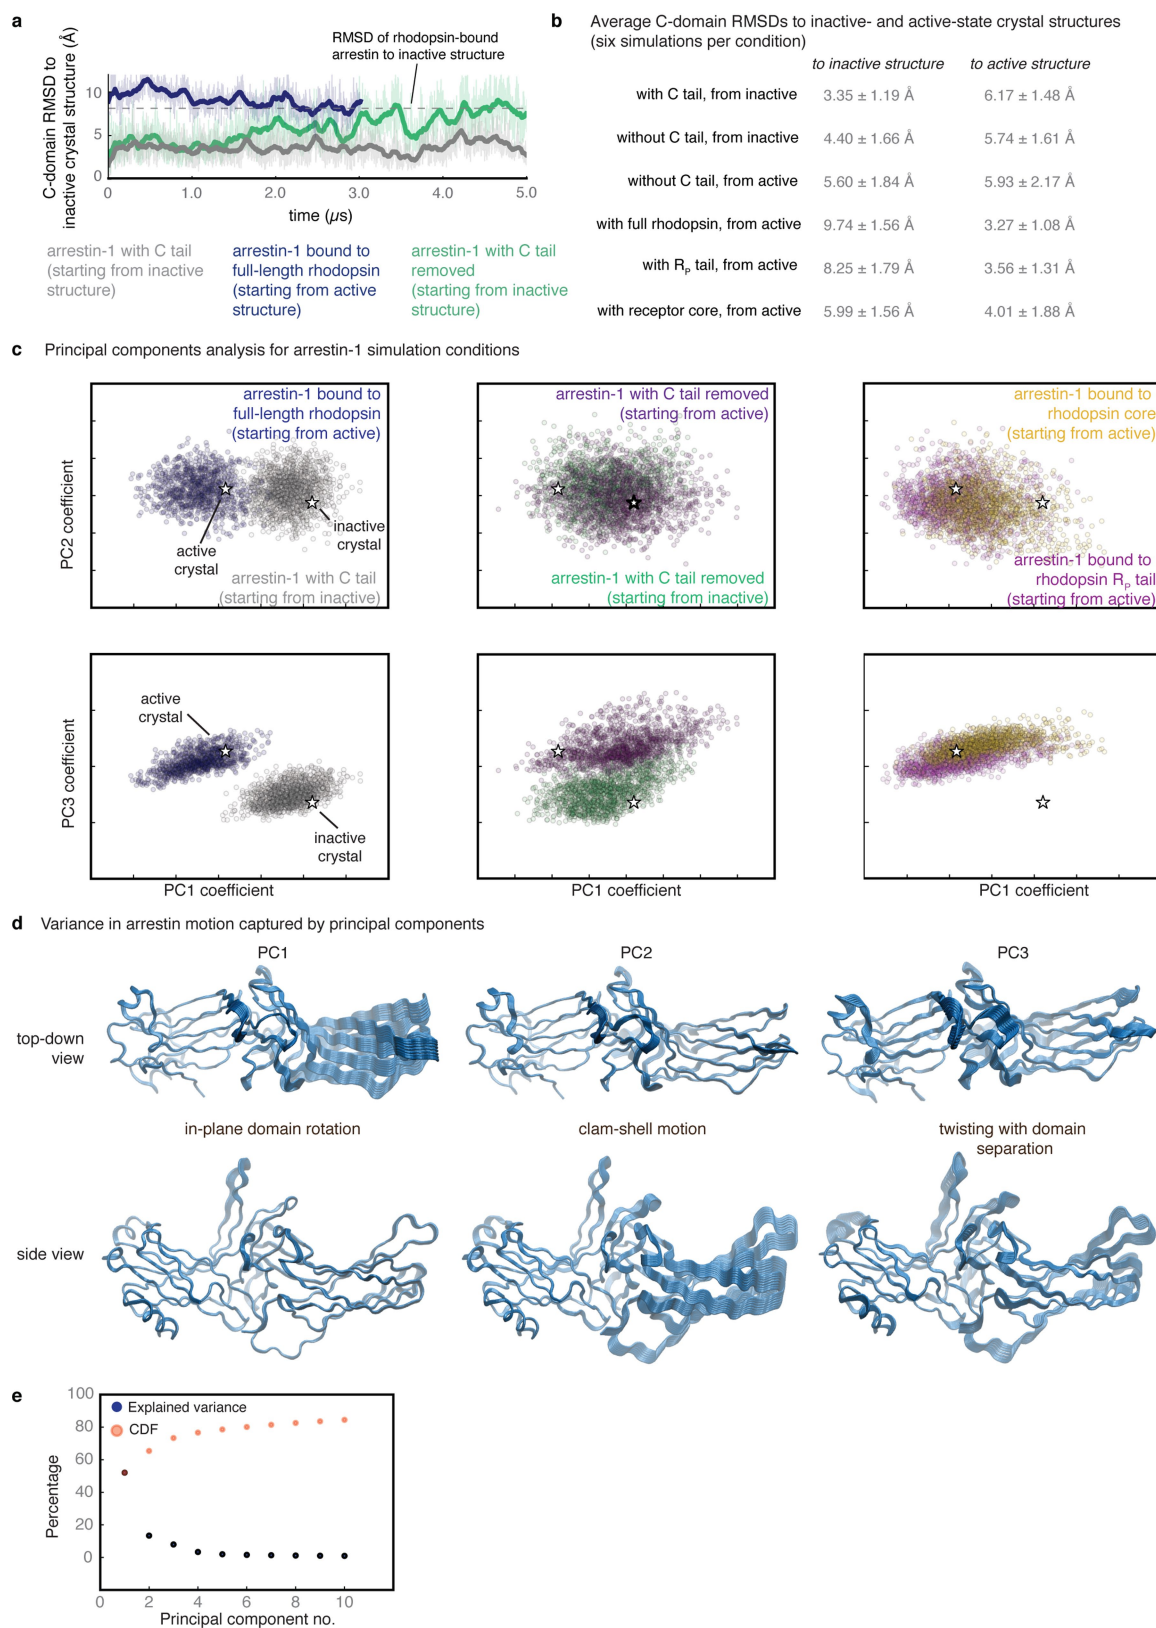 a
C-domain RMSD to
inactive crystal structure (Å)
RMSD of rhodopsin-bound
arrestin to inactive structure
10
5
0
0
1.0
2.0
3.0
4.0
5.0
time (µs)
arrestin-1 with C tail
(starting from inactive
structure)
arrestin-1 bound to
full-length rhodopsin
(starting from active
structure)
arrestin-1 with C tail
removed
(starting from inactive
structure)
b Average C-domain RMSDs to inactive- and active-state crystal structures
(six simulations per condition)
to inactive structure to active structure
with C tail, from inactive 3.35 ± 1.19 Å 6.17 ± 1.48 Å
without C tail, from inactive 4.40 ± 1.66 Å 5.74 ± 1.61 Å
without C tail, from active 5.60 ± 1.84 Å 5.93 ± 2.17 Å
with full rhodopsin, from active 9.74 ± 1.56 Å 3.27 ± 1.08 Å
with Rₚ tail, from active 8.25 ± 1.79 Å 3.56 ± 1.31 Å
with receptor core, from active 5.99 ± 1.56 Å 4.01 ± 1.88 Å
c Principal components analysis for arrestin-1 simulation conditions
PC2 coefficient
arrestin-1 bound to
full-length rhodopsin
(starting from active)
active
crystal
inactive
crystal
arrestin-1 with C tail
(starting from inactive)
arrestin-1 with C tail removed
(starting from active)
arrestin-1 with C tail removed
(starting from inactive)
arrestin-1 bound to
rhodopsin core
(starting from active)
arrestin-1 bound to
rhodopsin Rₚ tail
(starting from active)
PC3 coefficient
active
crystal
inactive
crystal
PC1 coefficient
PC1 coefficient
PC1 coefficient
d Variance in arrestin motion captured by principal components
PC1
PC2
PC3
top-down
view
in-plane domain rotation
clam-shell motion
twisting with domain
separation
side view
e
Percentage
100
80
60
40
20
0
Explained variance
CDF
0 2 4 6 8 10
Principal component no.